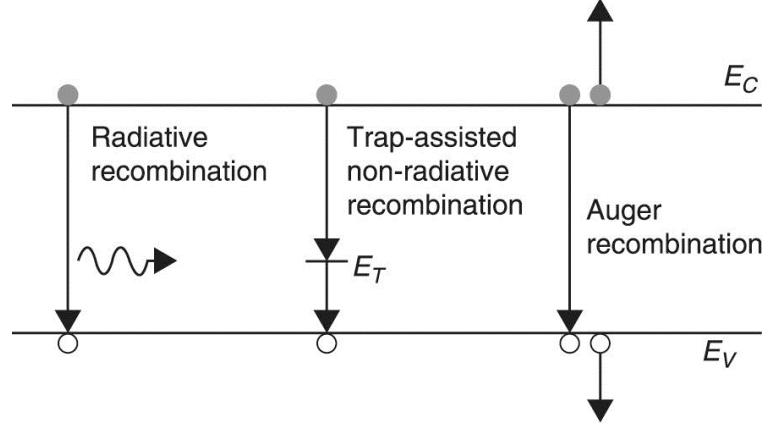 E_C
Radiative
recombination
Trap-assisted
non-radiative
recombination
Auger
recombination
E_T
E_V